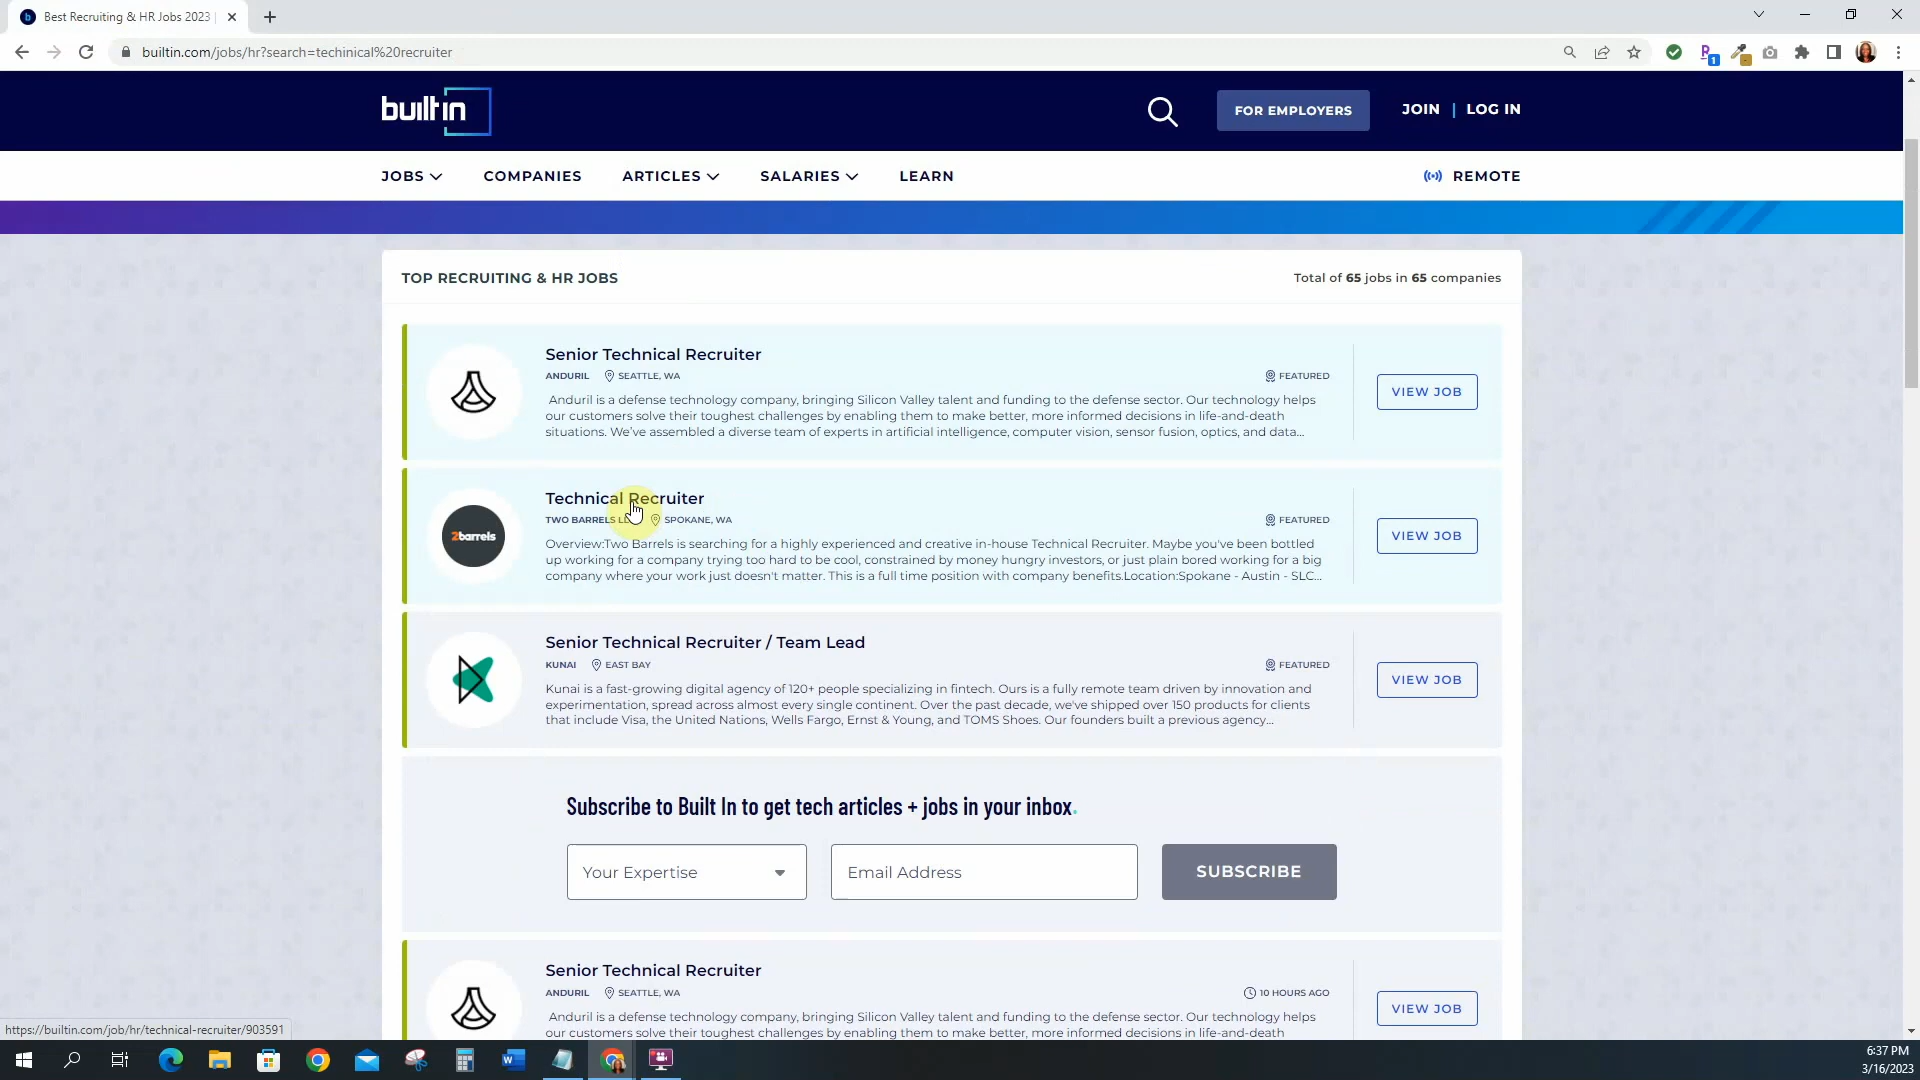 Best Recruiting & HR Jobs 2023
builtin.com/jobs/hr?search=techinical%20recruiter
1
builtin
FOR EMPLOYERS
JOIN | LOG IN
JOBS
COMPANIES
ARTICLES
SALARIES
LEARN
REMOTE
TOP RECRUITING & HR JOBS
Total of 65 jobs in 65 companies
Senior Technical Recruiter
ANDURIL
SEATTLE, WA
FEATURED
VIEW JOB
Anduril is a defense technology company, bringing Silicon Valley talent and funding to the defense sector. Our technology helps
our customers solve their toughest challenges by enabling them to make better, more informed decisions in life-and-death
situations. We've assembled a diverse team of experts in artificial intelligence, computer vision, sensor fusion, optics, and data...
2barrels
Technical Recruiter
TWO BARRELS
SPOKANE, WA
FEATURED
VIEW JOB
Overview:Two Barrels is searching for a highly experienced and creative in-house Technical Recruiter. Maybe you've been bottled
up working for a company trying too hard to be cool, constrained by money hungry investors, or just plain bored working for a big
company where your work just doesn't matter. This is a full time position with company benefits.Location:Spokane - Austin - SLC...
Senior Technical Recruiter / Team Lead
KUNAI
EAST BAY
FEATURED
VIEW JOB
Kunai is a fast-growing digital agency of 120+ people specializing in fintech. Ours is a fully remote team driven by innovation and
experimentation, spread across almost every single continent. Over the past decade, we've shipped over 150 products for clients
that include Visa, the United Nations, Wells Fargo, Ernst & Young, and TOMS Shoes. Our founders built a previous agency...
Subscribe to Built In to get tech articles + jobs in your inbox.
Your Expertise
Email Address
SUBSCRIBE
Senior Technical Recruiter
ANDURIL
SEATTLE, WA
10 HOURS AGO
VIEW JOB
Anduril is a defense technology company, bringing Silicon Valley talent and funding to the defense sector. Our technology helps
our customers solve their toughest challenges by enabling them to make better, more informed decisions in life-and-death
https://builtin.com/job/hr/technical-recruiter/903591
6:37 PM
3/16/2023